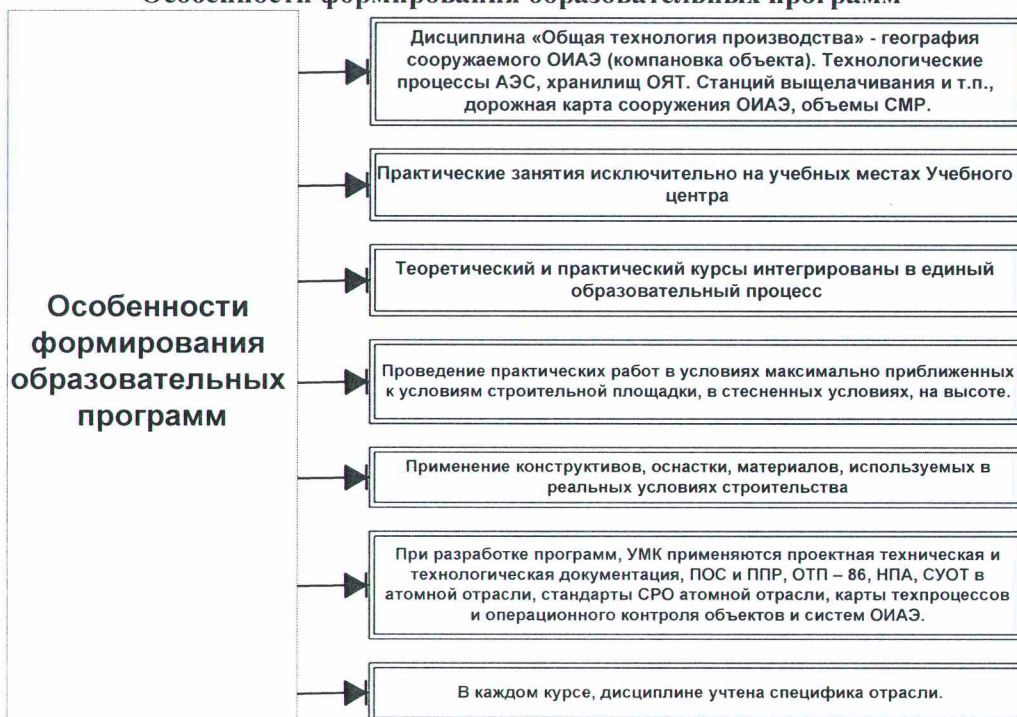 Особенности формирования образовательных программ
Дисциплина «Общая технология производства» - география
сооружаемого ОИАЭ (компановка объекта). Технологические
процессы АЭС, хранилищ ОЯТ. Станций выщелачивания и т.п.,
дорожная карта сооружения ОИАЭ, объемы СМР.
Практические занятия исключительно на учебных местах Учебного
центра
Теоретический и практический курсы интегрированы в единый
образовательный процесс
Особенности
формирования
образовательных
программ
Проведение практических работ в условиях максимально приближенных
к условиям строительной площадки, в стесненных условиях, на высоте.
Применение конструктивов, оснастки, материалов, используемых в
реальных условиях строительства
При разработке программ, УМК применяются проектная техническая и
технологическая документация, ПОС и ППР, ОТП – 86, НПА, СУОТ в
атомной отрасли, стандарты СРО атомной отрасли, карты техпроцессов
и операционного контроля объектов и систем ОИАЭ.
В каждом курсе, дисциплине учтена специфика отрасли.